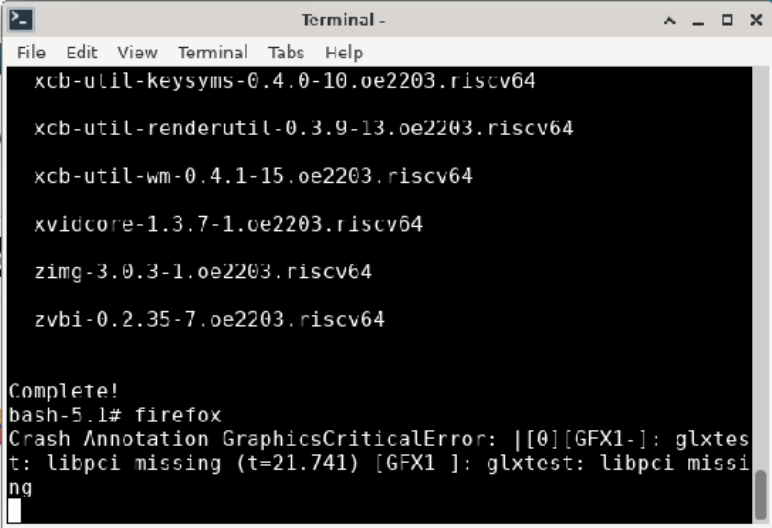 Terminal -
File Edit View Terminal Tabs Help
xcb-util-keysyms-0.4.0-10.oe2203.riscv64
xcb-util-renderutil-0.3.9-13.oe2203.riscv64
xcb-util-wm-0.4.1-15.oe2203.riscv64
xvidcore-1.3.7-1.oe2203.riscv64
zimg-3.0.3-1.oe2203.riscv64
zvbi-0.2.35-7.oe2203.riscv64
Complete!
bash-5.1# firefox
Crash Annotation GraphicsCriticalError: |[0][GFX1-]: glxtes
t: libpci missing (t=21.741) [GFX1 ]: glxtest: libpci missi
ng